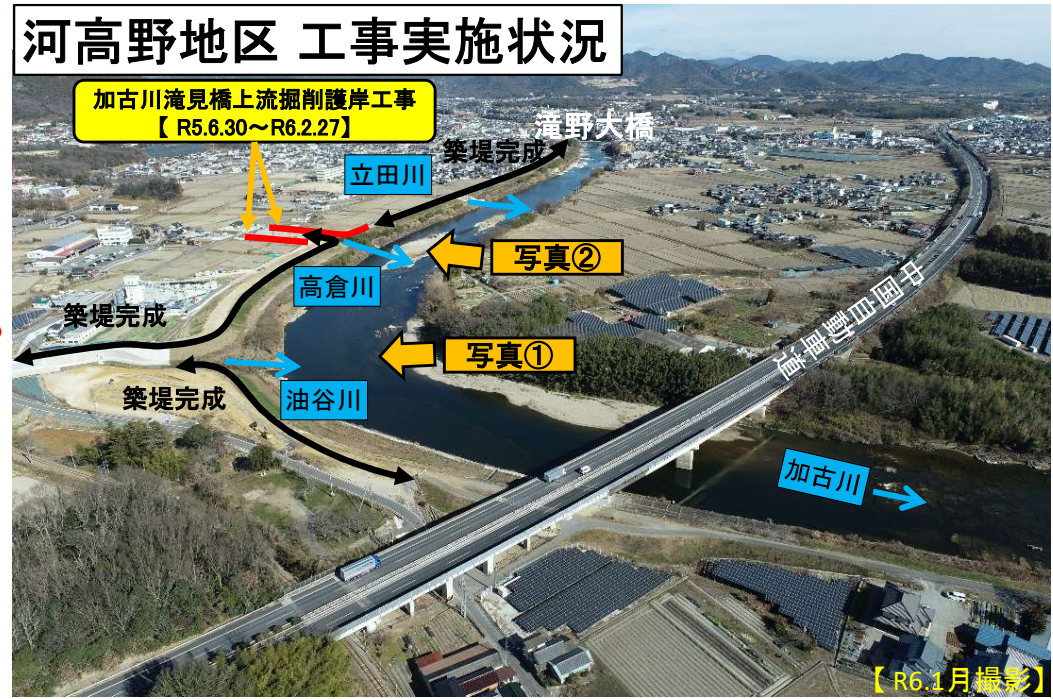 河高野地区 工事実施状況
加古川滝見橋上流掘削護岸工事
【 R5.6.30～R6.2.27】
滝野大橋
築堤完成
立田川
写真②
高倉川
築堤完成
写真①
築堤完成
油谷川
中国自動車道
加古川
【 R6.1月撮影】